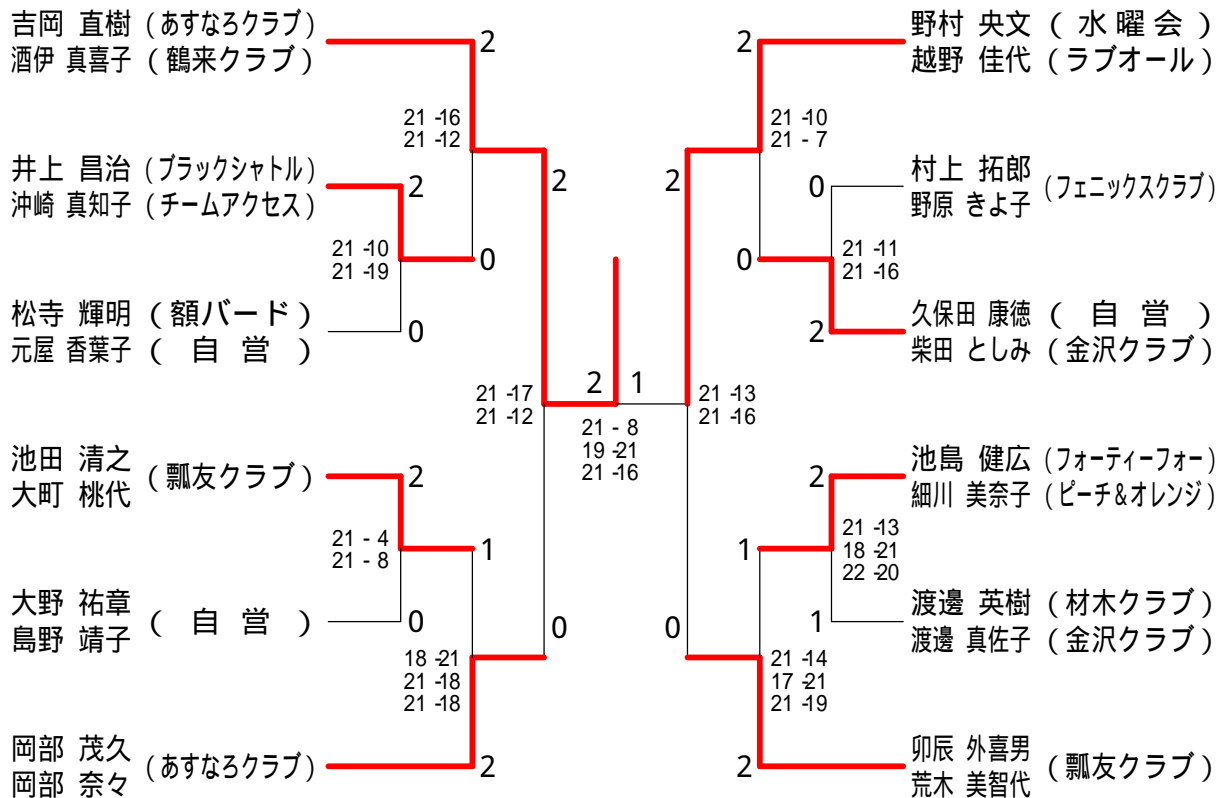 吉岡 直樹 (あすなろクラブ)
酒伊 真喜子 (鶴来クラブ)
2
21 -16
21 -12
井上 昌治 (ブラックシャトル)
沖崎 真知子 (チームアクセス)
2
21 -10
21 -19
0
松寺 輝明 (額バード)
元屋 香葉子 (自営)
0
2
21 -17
21 -12
池田 清之
大町 桃代
(瓢友クラブ)
2
21 - 4
21 - 8
1
大野 祐章
島野 靖子
(自営)
0
18 -21
21 -18
21 -18
0
岡部 茂久
岡部 奈々
(あすなろクラブ)
2
2 1
21 - 8
19 -21
21 -16
野村 央文 (水曜会)
越野 佳代 (ラブオール)
2
21 -10
21 - 7
2
村上 拓郎
野原 きよ子
(フェニックスクラブ)
0
21 -11
21 -16
0
久保田 康徳 (自営)
柴田 としみ (金沢クラブ)
2
21 -13
21 -16
池島 健広 (フォーティーフォー)
細川 美奈子 (ピーチ&オレンジ)
2
21 -13
18 -21
22 -20
1
渡邊 英樹 (材木クラブ)
渡邊 真佐子 (金沢クラブ)
1
0
21 -14
17 -21
21 -19
卯辰 外喜男
荒木 美智代
(瓢友クラブ)
2